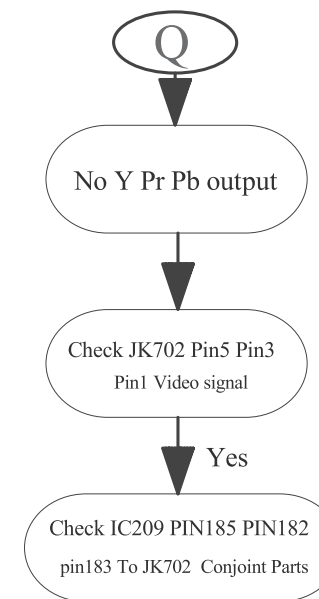 Q
No Y Pr Pb output
Check JK702 Pin5 Pin3
Pin1 Video signal
Yes
Check IC209 PIN185 PIN182
pin183 To JK702 Conjoint Parts